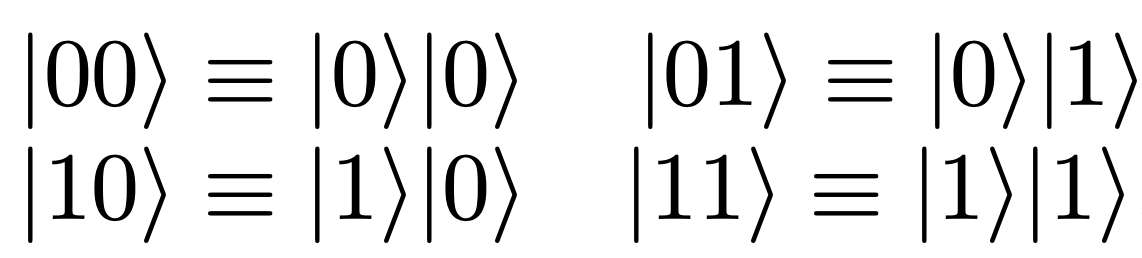 |00⟩ ≡ |0⟩|0⟩ |01⟩ ≡ |0⟩|1⟩
|10⟩ ≡ |1⟩|0⟩ |11⟩ ≡ |1⟩|1⟩